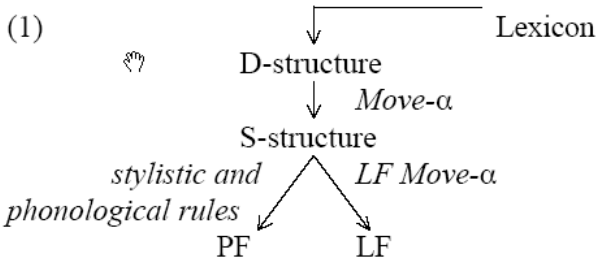 (1) Lexicon
D-structure
Move-α
S-structure
stylistic and LF Move-α
phonological rules
PF LF